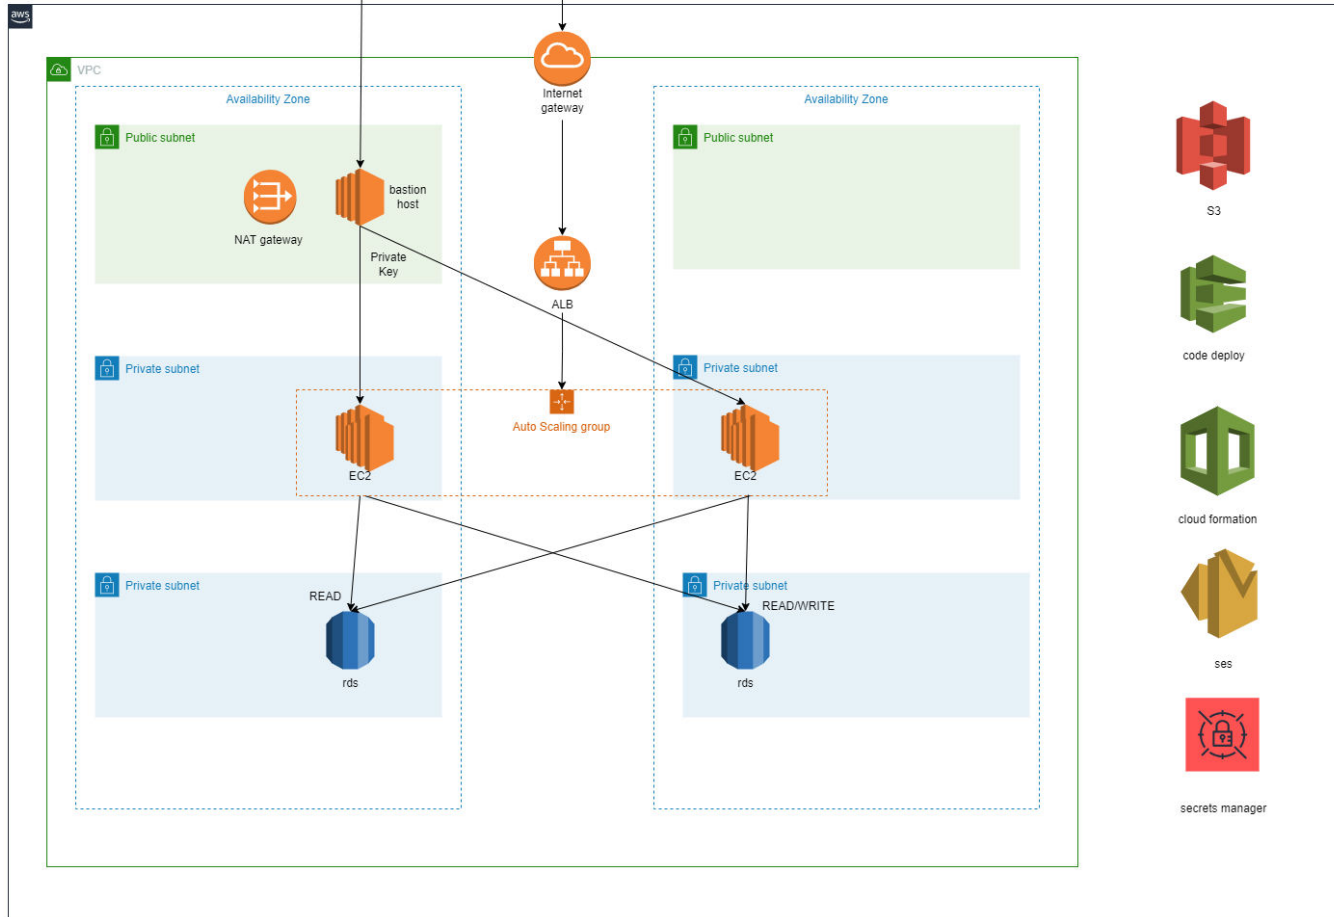 aws
VPC
Internet
gateway
Availability Zone
Availability Zone
Public subnet
Public subnet
bastion
host
NAT gateway
Private
Key
ALB
Private subnet
Private subnet
Auto Scaling group
EC2
EC2
Private subnet
Private subnet
READ
READ/WRITE
rds
rds
S3
code deploy
cloud formation
ses
secrets manager